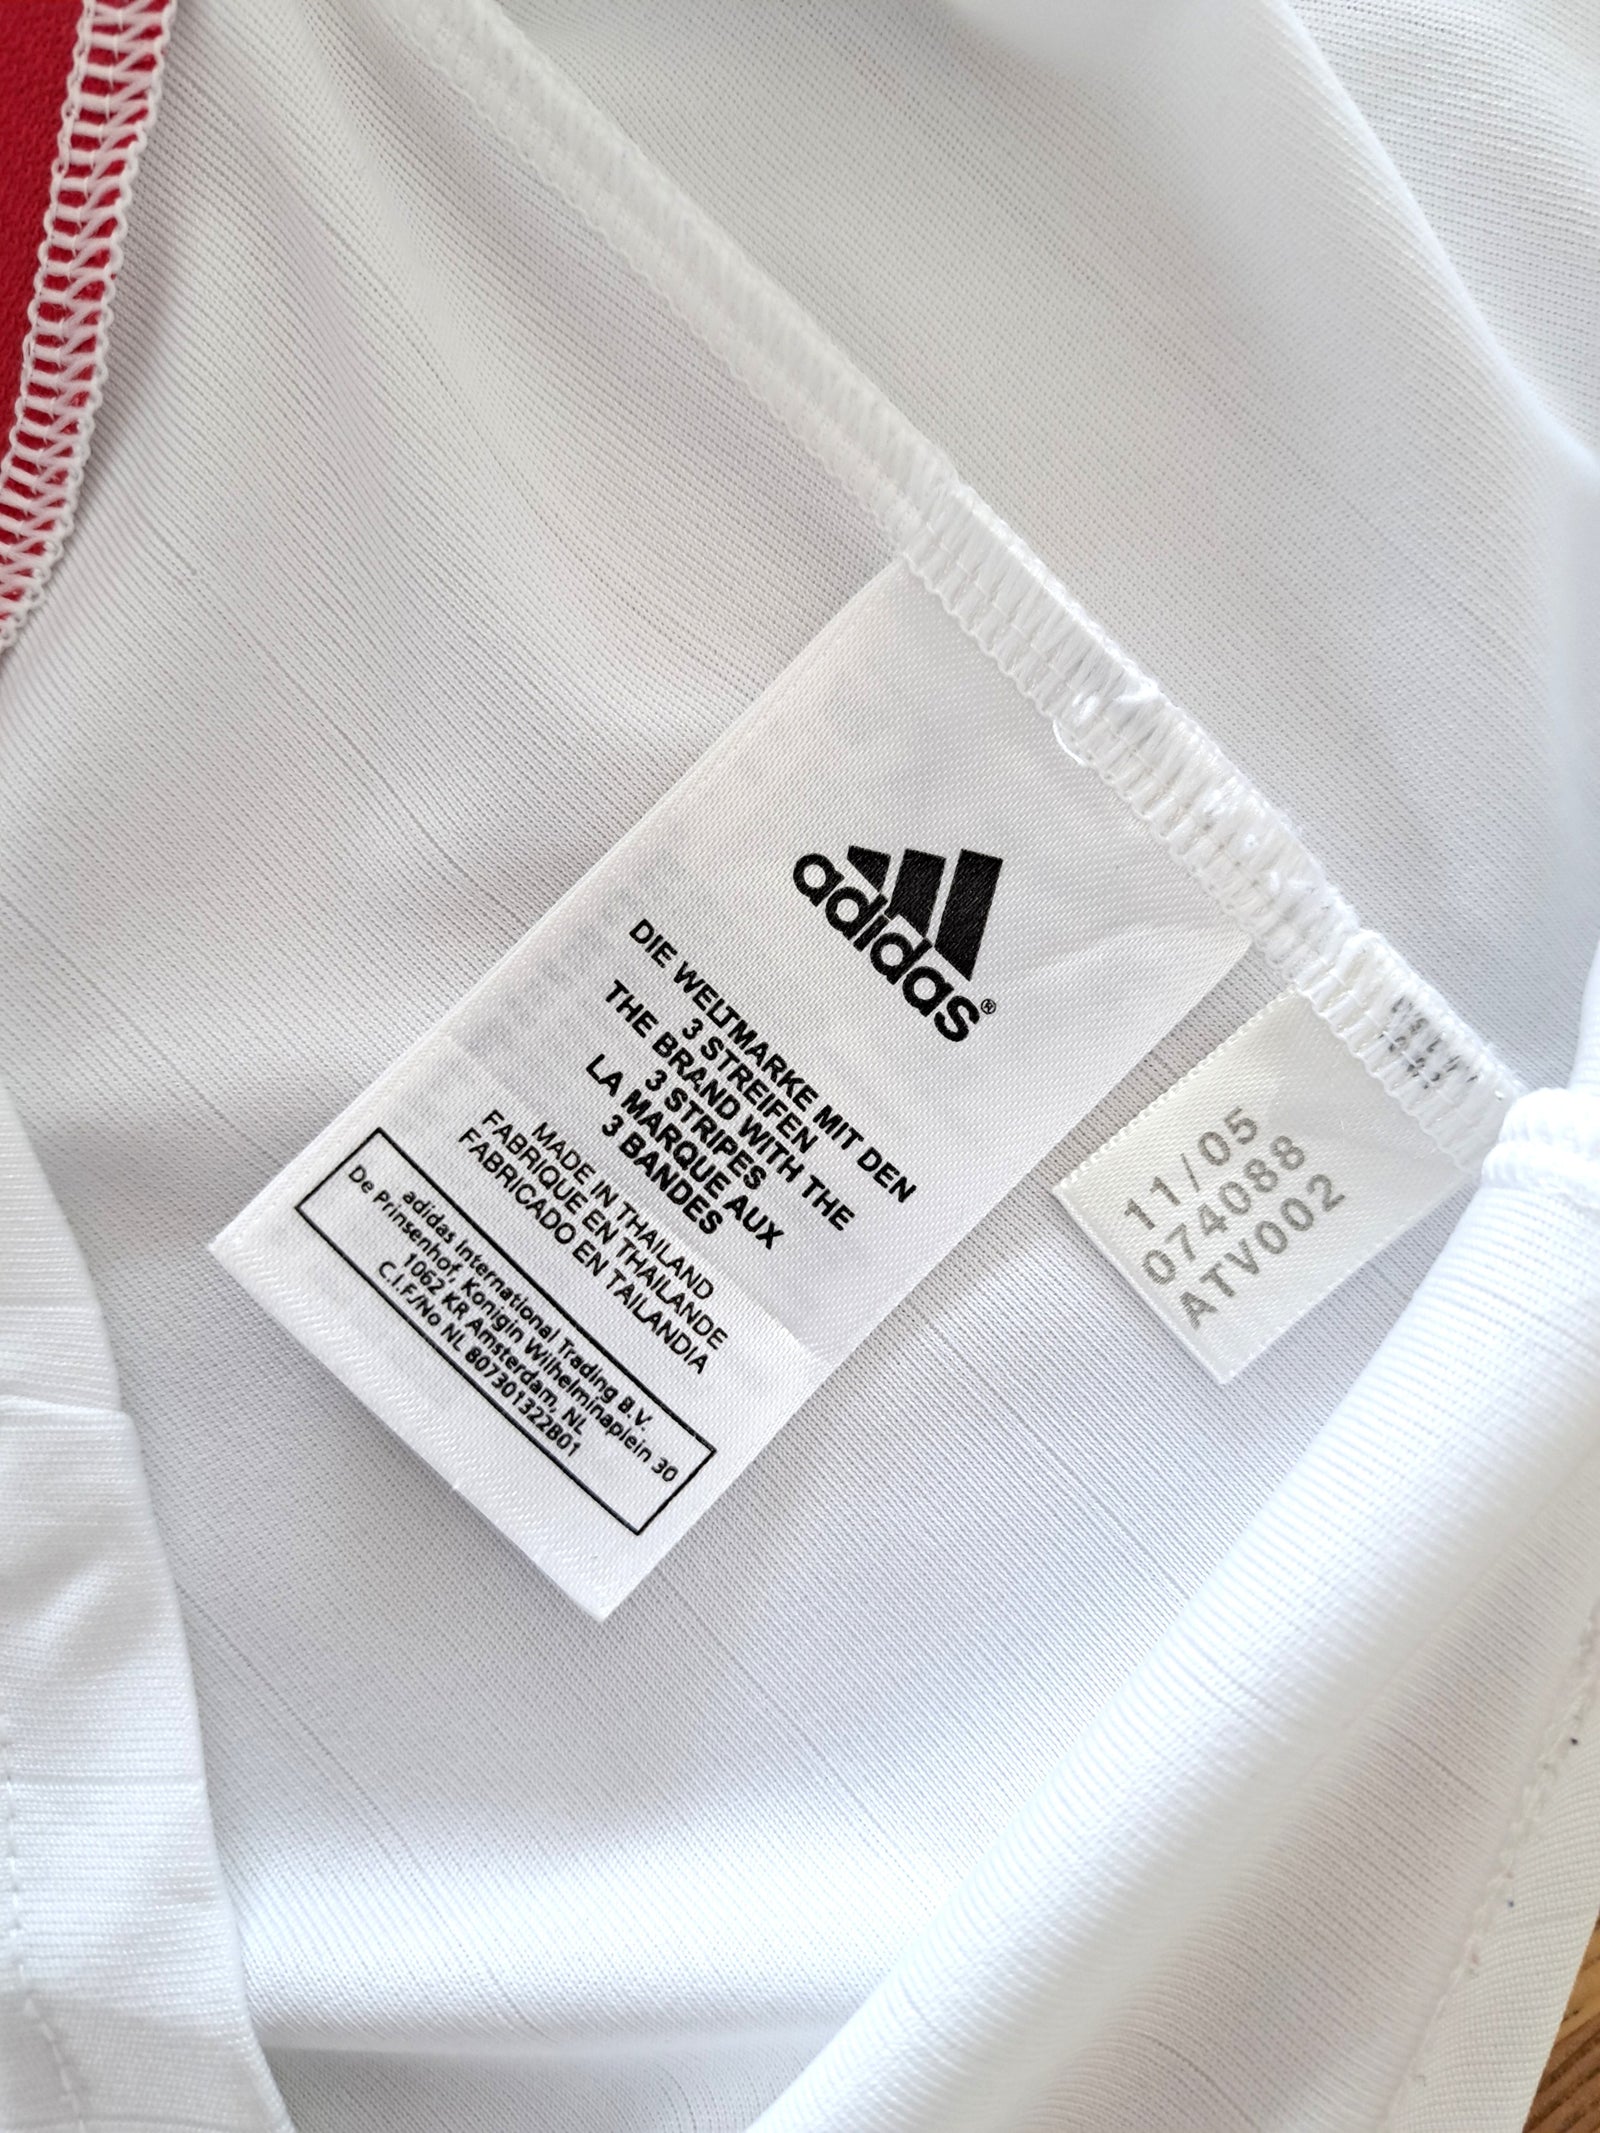 adidas®
DIE WELTMARKE MIT DEN
3 STREIFEN
THE BRAND WITH THE
3 STRIPES
LA MARQUE AUX
3 BANDES
MADE IN THAILAND
FABRIQUE EN THAILANDE
FABRICADO EN TAILANDIA
adidas International Trading B.V.
De Prinsenhof, Konigin Wilhelminaplein 30
1062 KR Amsterdam, NL
C.I.F./No NL 807301322B01
11/05
074088
ATV002